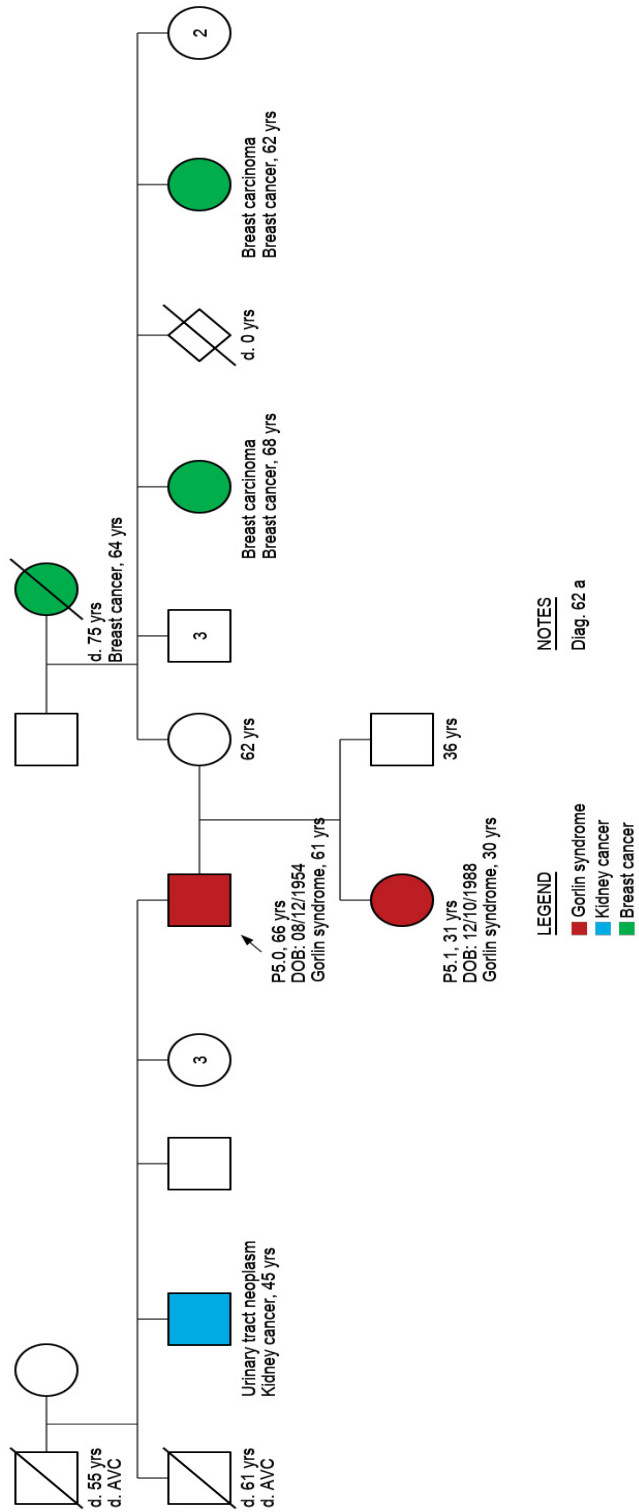 d. 55 yrs
d. AVC
d. 75 yrs
Breast cancer, 64 yrs
d. 61 yrs
d. AVC
Urinary tract neoplasm
Kidney cancer, 45 yrs
3
P5.0, 66 yrs
DOB: 08/12/1954
Gorlin syndrome, 61 yrs
62 yrs
3
Breast carcinoma
Breast cancer, 68 yrs
d. 0 yrs
Breast carcinoma
Breast cancer, 62 yrs
2
P5.1, 31 yrs
DOB: 12/10/1988
Gorlin syndrome, 30 yrs
36 yrs
LEGEND
Gorlin syndrome
Kidney cancer
Breast cancer
NOTES
Diag. 62 a